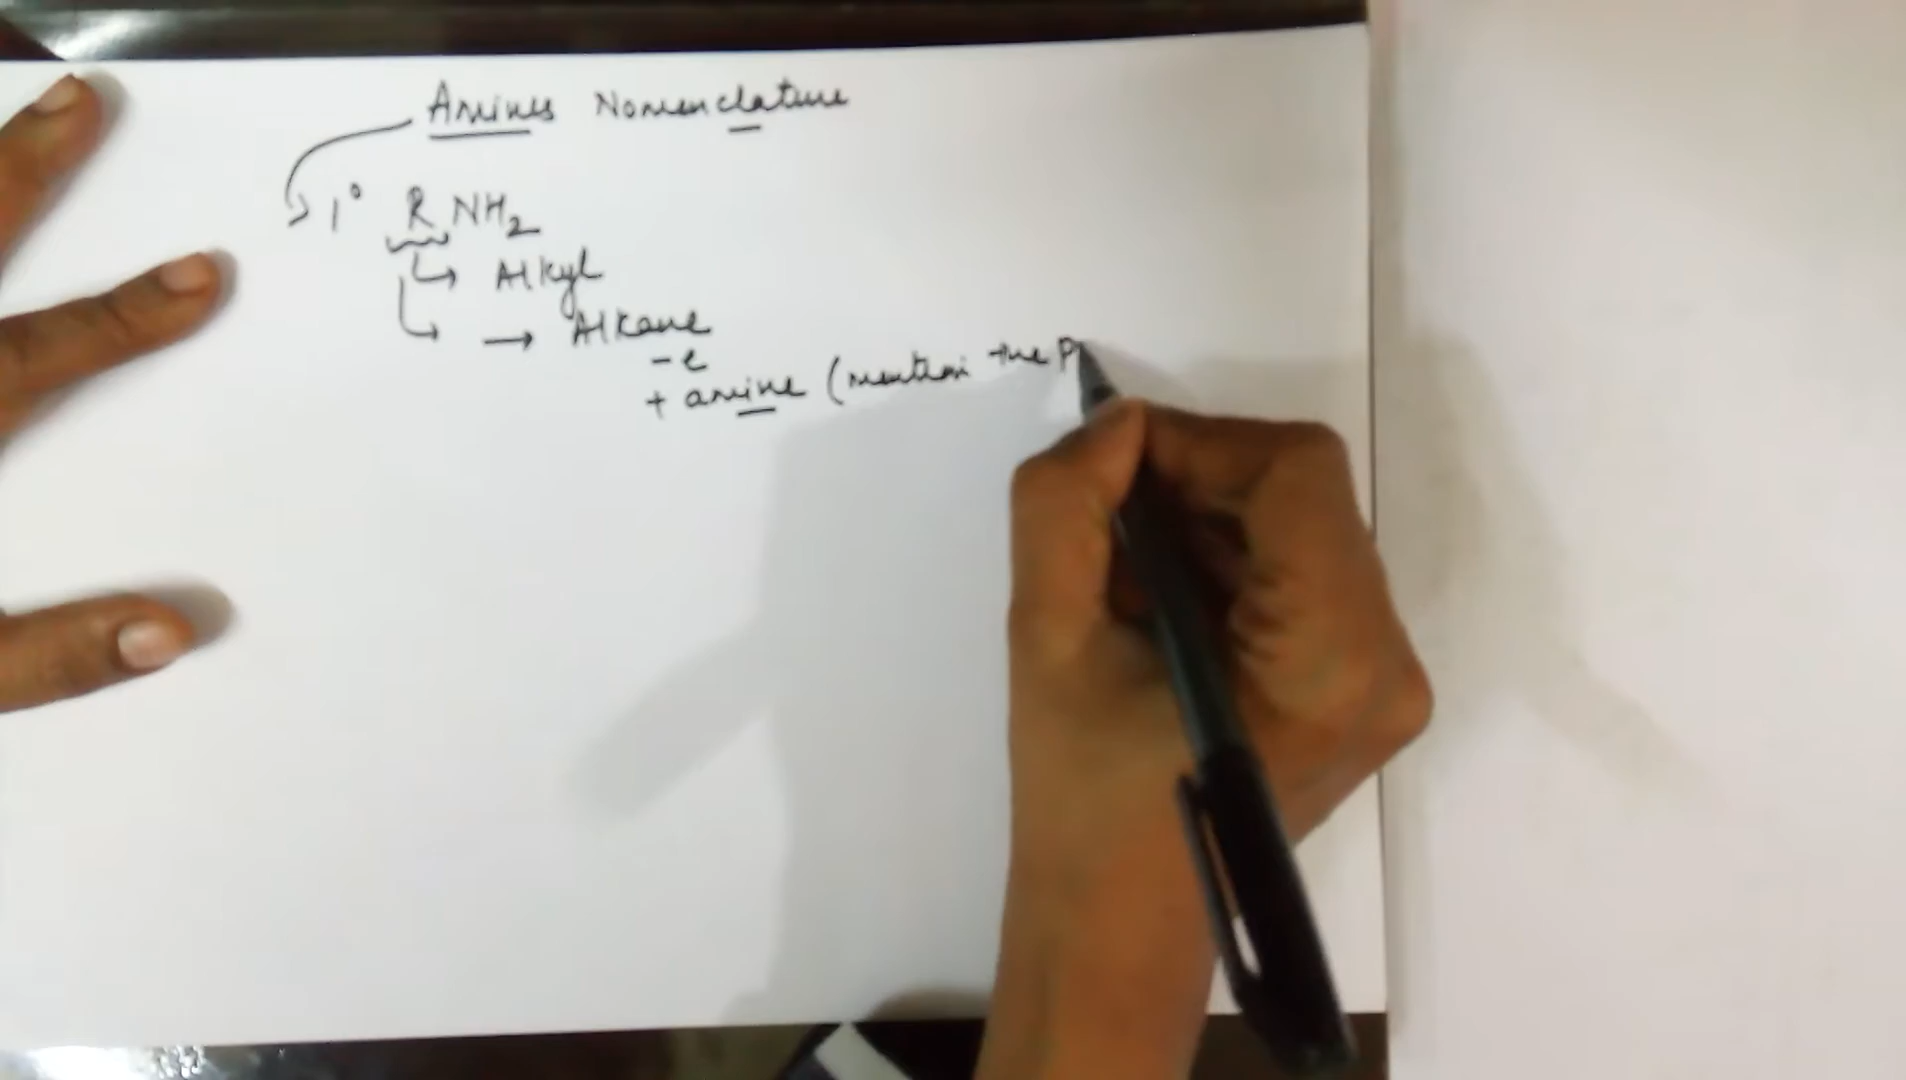 Amines Nomenclature
1° R NH2
↳ Alkyl
↳ → Alkane
- e
+ amine (mention the P